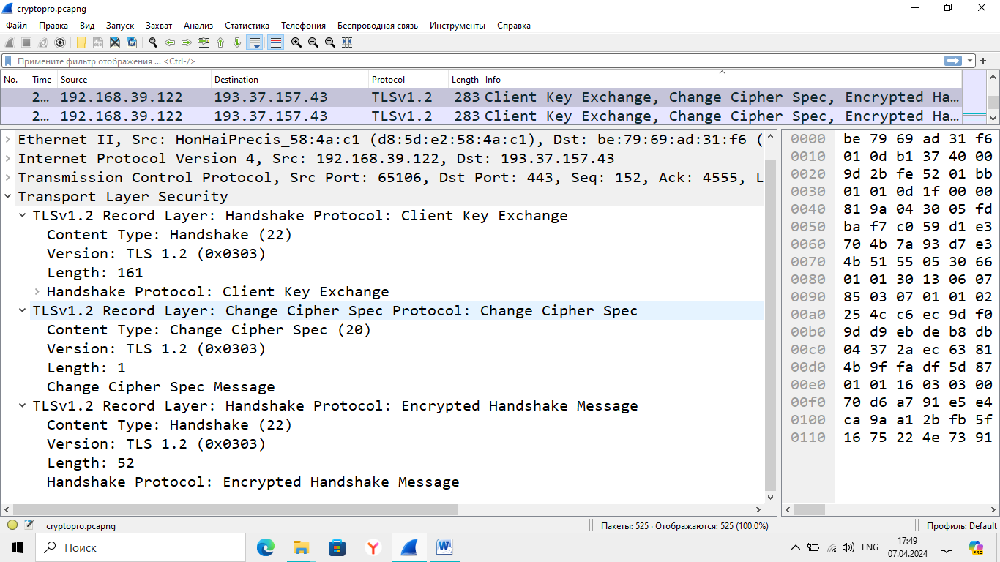 cryptopro.pcapng
Файл Правка Вид Запуск Захват Анализ Статистика Телефония Беспроводная связь Инструменты Справка
Примените фильтр отображения ... <Ctrl-/>
No. Time Source Destination Protocol Length Info
2… 192.168.39.122 193.37.157.43 TLSv1.2 283 Client Key Exchange, Change Cipher Spec, Encrypted Ha…
2… 192.168.39.122 193.37.157.43 TLSv1.2 283 Client Key Exchange, Change Cipher Spec, Encrypted Ha…
Ethernet II, Src: HonHaiPrecis_58:4a:c1 (d8:5d:e2:58:4a:c1), Dst: be:79:69:ad:31:f6 (
Internet Protocol Version 4, Src: 192.168.39.122, Dst: 193.37.157.43
Transmission Control Protocol, Src Port: 65106, Dst Port: 443, Seq: 152, Ack: 4555, L
Transport Layer Security
TLSv1.2 Record Layer: Handshake Protocol: Client Key Exchange
Content Type: Handshake (22)
Version: TLS 1.2 (0x0303)
Length: 161
Handshake Protocol: Client Key Exchange
TLSv1.2 Record Layer: Change Cipher Spec Protocol: Change Cipher Spec
Content Type: Change Cipher Spec (20)
Version: TLS 1.2 (0x0303)
Length: 1
Change Cipher Spec Message
TLSv1.2 Record Layer: Handshake Protocol: Encrypted Handshake Message
Content Type: Handshake (22)
Version: TLS 1.2 (0x0303)
Length: 52
Handshake Protocol: Encrypted Handshake Message
0000 be 79 69 ad 31 f6
0010 01 0d b1 37 40 00
0020 9d 2b fe 52 01 bb
0030 01 01 0d 1f 00 00
0040 81 9a 04 30 05 fd
0050 ba f7 c0 59 d1 e3
0060 70 4b 7a 93 d7 e3
0070 4b 51 55 05 30 66
0080 01 01 30 13 06 07
0090 85 03 07 01 01 02
00a0 25 4c c6 ec 9d f0
00b0 9d d9 eb de b8 db
00c0 04 37 2a ec 63 81
00d0 4b 9f fa df 5d 87
00e0 01 01 16 03 03 00
00f0 70 d6 a7 91 e5 e4
0100 ca 9a a1 2b fb 5f
0110 16 75 22 4e 73 91
cryptopro.pcapng
Пакеты: 525 · Отображаются: 525 (100.0%)
Профиль: Default
Поиск
ENG
17:49
07.04.2024
PRE